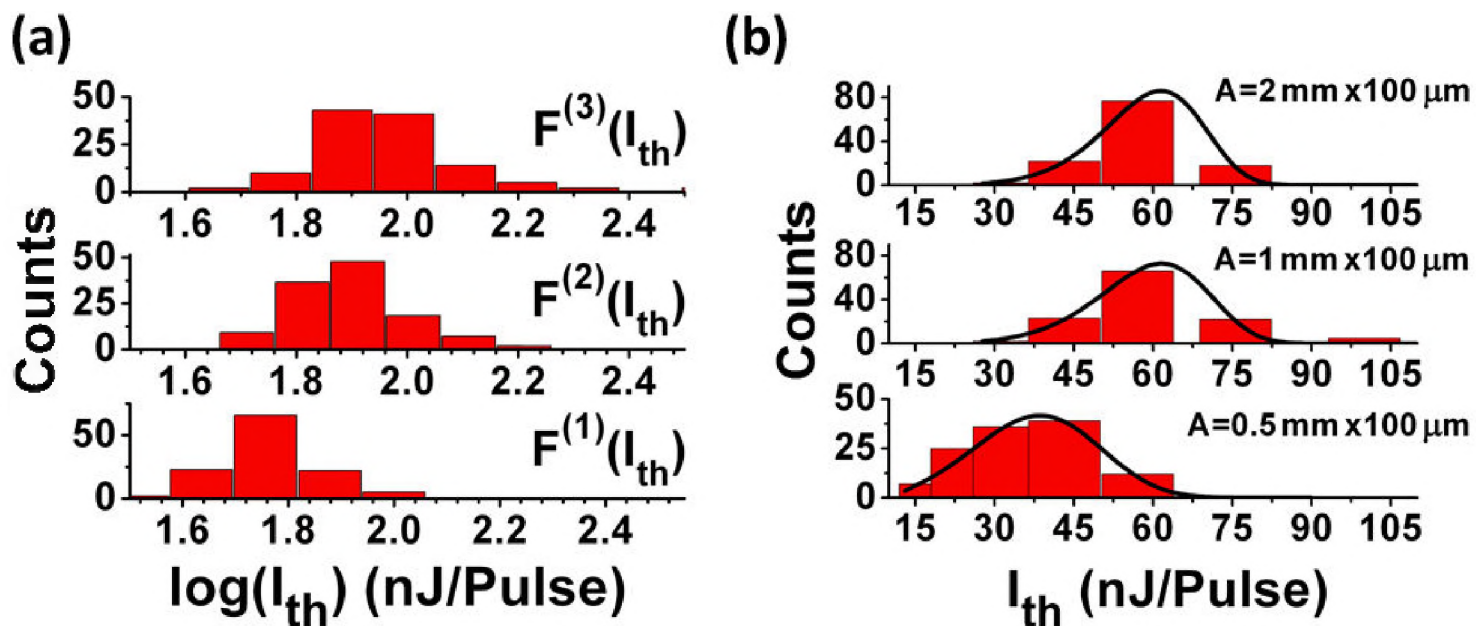 (a)
(b)
Counts
50
25
0
F(3)(Ith)
1.6 1.8 2.0 2.2 2.4
50
25
0
F(2)(Ith)
1.6 1.8 2.0 2.2 2.4
50
0
F(1)(Ith)
1.6 1.8 2.0 2.2 2.4
log(Ith) (nJ/Pulse)
Counts
80
40
0
A=2 mm x100 μm
15 30 45 60 75 90 105
80
40
0
A=1 mm x100 μm
15 30 45 60 75 90 105
50
25
0
A=0.5 mm x100 μm
15 30 45 60 75 90 105
Ith (nJ/Pulse)